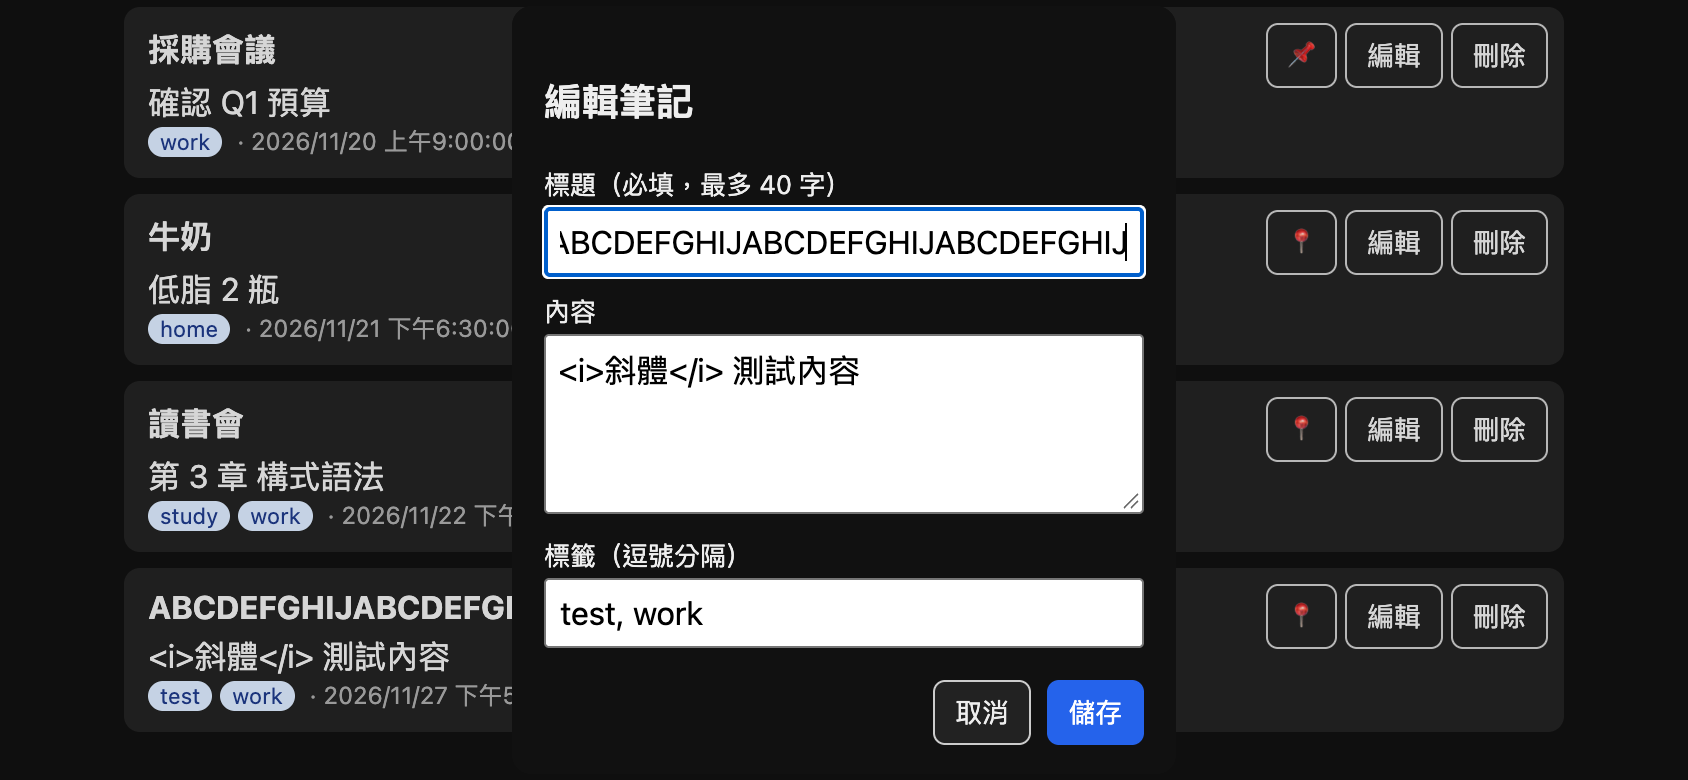 採購會議
確認 Q1 預算
work · 2026/11/20 上午9:00:00
編輯 刪除
牛奶
低脂 2 瓶
home · 2026/11/21 下午6:30:0
編輯 刪除
讀書會
第 3 章 構式語法
study work · 2026/11/22 下午
編輯 刪除
ABCDEFGHIJABCDEFG
<i>斜體</i> 測試內容
test work · 2026/11/27 下午5
編輯 刪除
編輯筆記
標題（必填，最多 40 字）
ABCDEFGHIJABCDEFGHIJABCDEFGHIJ
內容
<i>斜體</i> 測試內容
標籤（逗號分隔）
test, work
取消 儲存